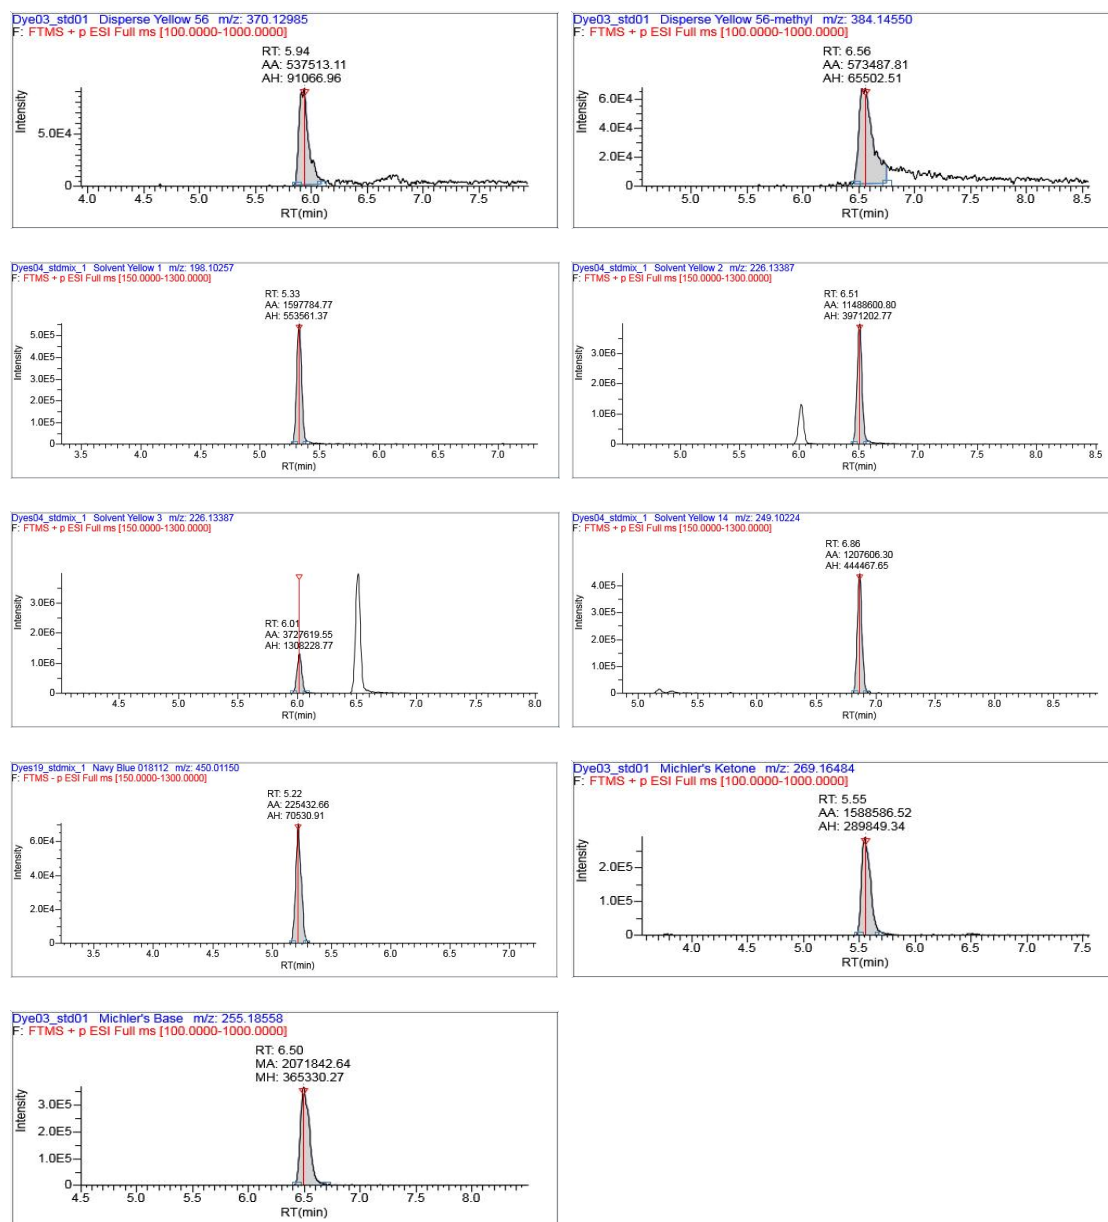 Dye03_std01 Disperse Yellow 56 m/z: 370.12985
F: FTMS + p ESI Full ms [100.0000-1000.0000]
RT: 5.94
AA: 537513.11
AH: 91066.96
Intensity
5.0E4
0
4.0 4.5 5.0 5.5 6.0 6.5 7.0 7.5
RT(min)
Dye03_std01 Disperse Yellow 56-methyl m/z: 384.14550
F: FTMS + p ESI Full ms [100.0000-1000.0000]
RT: 6.56
AA: 573487.81
AH: 65502.51
Intensity
6.0E4
4.0E4
2.0E4
0
5.0 5.5 6.0 6.5 7.0 7.5 8.0 8.5
RT(min)
Dyes04_stdmix_1 Solvent Yellow 1 m/z: 198.10257
F: FTMS + p ESI Full ms [150.0000-1300.0000]
RT: 5.33
AA: 1597784.77
AH: 553561.37
Intensity
5.0E5
4.0E5
3.0E5
2.0E5
1.0E5
0
3.5 4.0 4.5 5.0 5.5 6.0 6.5 7.0
RT(min)
Dyes04_stdmix_1 Solvent Yellow 2 m/z: 226.13387
F: FTMS + p ESI Full ms [150.0000-1300.0000]
RT: 6.51
AA: 11488600.80
AH: 3971202.77
Intensity
3.0E6
2.0E6
1.0E6
0
5.0 5.5 6.0 6.5 7.0 7.5 8.0 8.5
RT(min)
Dyes04_stdmix_1 Solvent Yellow 3 m/z: 226.13387
F: FTMS + p ESI Full ms [150.0000-1300.0000]
RT: 6.01
AA: 3727619.55
AH: 1308228.77
Intensity
3.0E6
2.0E6
1.0E6
0
4.5 5.0 5.5 6.0 6.5 7.0 7.5 8.0
RT(min)
Dyes04_stdmix_1 Solvent Yellow 14 m/z: 249.10224
F: FTMS + p ESI Full ms [150.0000-1300.0000]
RT: 6.86
AA: 1207606.30
AH: 444467.65
Intensity
4.0E5
3.0E5
2.0E5
1.0E5
0
5.0 5.5 6.0 6.5 7.0 7.5 8.0 8.5
RT(min)
Dyes19_stdmix_1 Navy Blue 018112 m/z: 450.01150
F: FTMS - p ESI Full ms [150.0000-1300.0000]
RT: 5.22
AA: 225432.66
AH: 70530.91
Intensity
6.0E4
4.0E4
2.0E4
0
3.5 4.0 4.5 5.0 5.5 6.0 6.5 7.0
RT(min)
Dye03_std01 Michler's Ketone m/z: 269.16484
F: FTMS + p ESI Full ms [100.0000-1000.0000]
RT: 5.55
AA: 1588586.52
AH: 289849.34
Intensity
2.0E5
1.0E5
0
4.0 4.5 5.0 5.5 6.0 6.5 7.0 7.5
RT(min)
Dye03_std01 Michler's Base m/z: 255.18558
F: FTMS + p ESI Full ms [100.0000-1000.0000]
RT: 6.50
MA: 2071842.64
MH: 365330.27
Intensity
3.0E5
2.0E5
1.0E5
0
4.5 5.0 5.5 6.0 6.5 7.0 7.5 8.0
RT(min)